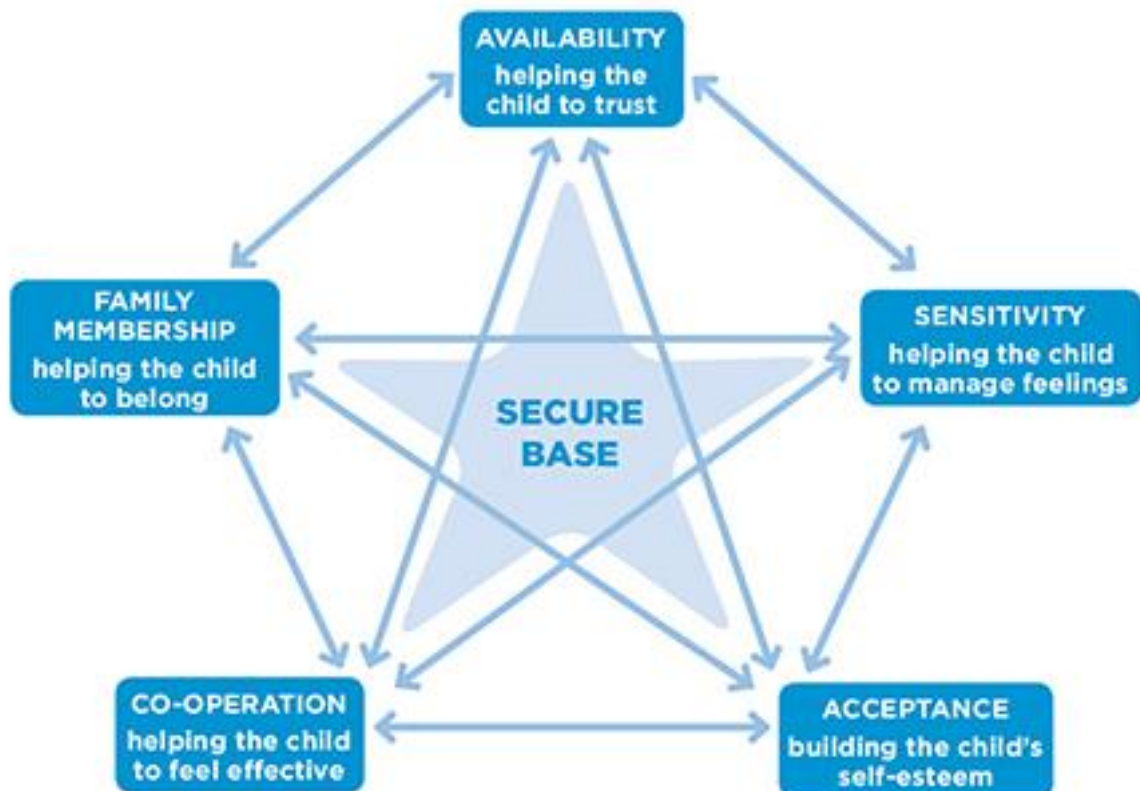 AVAILABILITY
helping the
child to trust
FAMILY
MEMBERSHIP
helping the child
to belong
SENSITIVITY
helping the child
to manage feelings
SECURE
BASE
CO-OPERATION
helping the child
to feel effective
ACCEPTANCE
building the child's
self-esteem